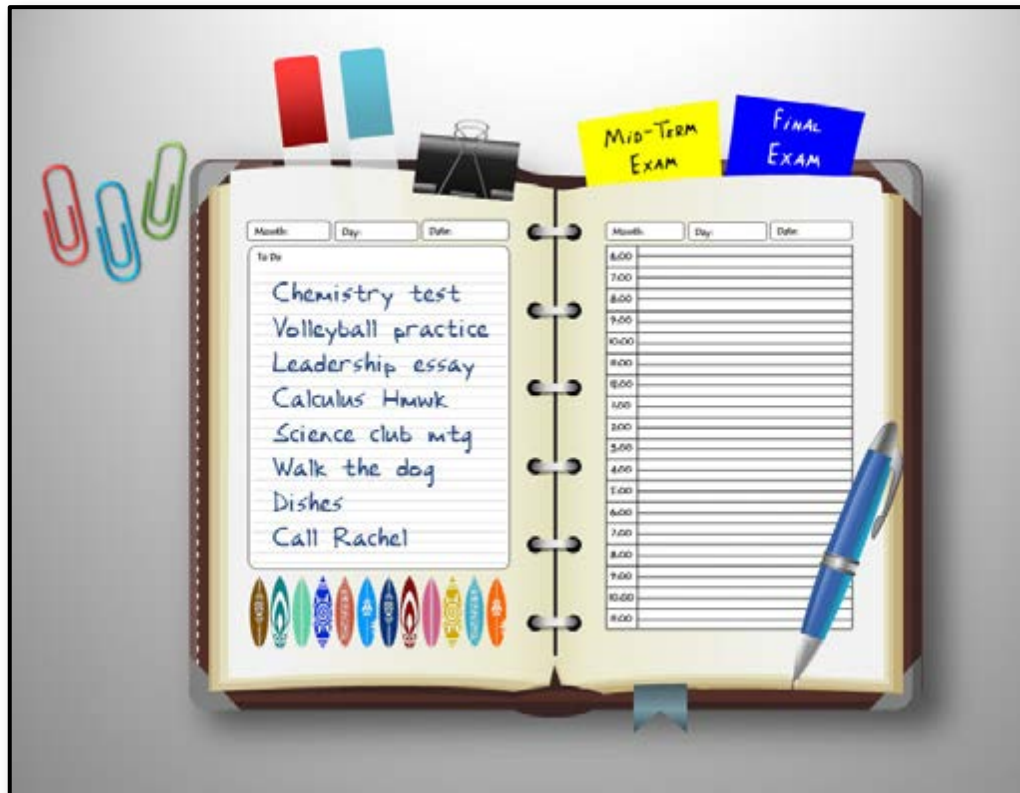 Mid-Term
Exam
Final
Exam
Month: Day: Date:
To Do
Chemistry test
Volleyball practice
Leadership essay
Calculus Hmwk
Science club mtg
Walk the dog
Dishes
Call Rachel
Month: Day: Date:
6:00
7:00
8:00
9:00
10:00
11:00
12:00
1:00
2:00
3:00
4:00
5:00
6:00
7:00
8:00
9:00
10:00
11:00